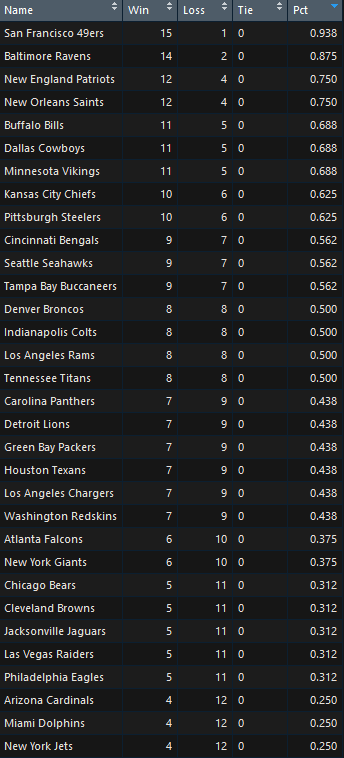 Name Win Loss Tie Pct
San Francisco 49ers 15 1 0 0.938
Baltimore Ravens 14 2 0 0.875
New England Patriots 12 4 0 0.750
New Orleans Saints 12 4 0 0.750
Buffalo Bills 11 5 0 0.688
Dallas Cowboys 11 5 0 0.688
Minnesota Vikings 11 5 0 0.688
Kansas City Chiefs 10 6 0 0.625
Pittsburgh Steelers 10 6 0 0.625
Cincinnati Bengals 9 7 0 0.562
Seattle Seahawks 9 7 0 0.562
Tampa Bay Buccaneers 9 7 0 0.562
Denver Broncos 8 8 0 0.500
Indianapolis Colts 8 8 0 0.500
Los Angeles Rams 8 8 0 0.500
Tennessee Titans 8 8 0 0.500
Carolina Panthers 7 9 0 0.438
Detroit Lions 7 9 0 0.438
Green Bay Packers 7 9 0 0.438
Houston Texans 7 9 0 0.438
Los Angeles Chargers 7 9 0 0.438
Washington Redskins 7 9 0 0.438
Atlanta Falcons 6 10 0 0.375
New York Giants 6 10 0 0.375
Chicago Bears 5 11 0 0.312
Cleveland Browns 5 11 0 0.312
Jacksonville Jaguars 5 11 0 0.312
Las Vegas Raiders 5 11 0 0.312
Philadelphia Eagles 5 11 0 0.312
Arizona Cardinals 4 12 0 0.250
Miami Dolphins 4 12 0 0.250
New York Jets 4 12 0 0.250